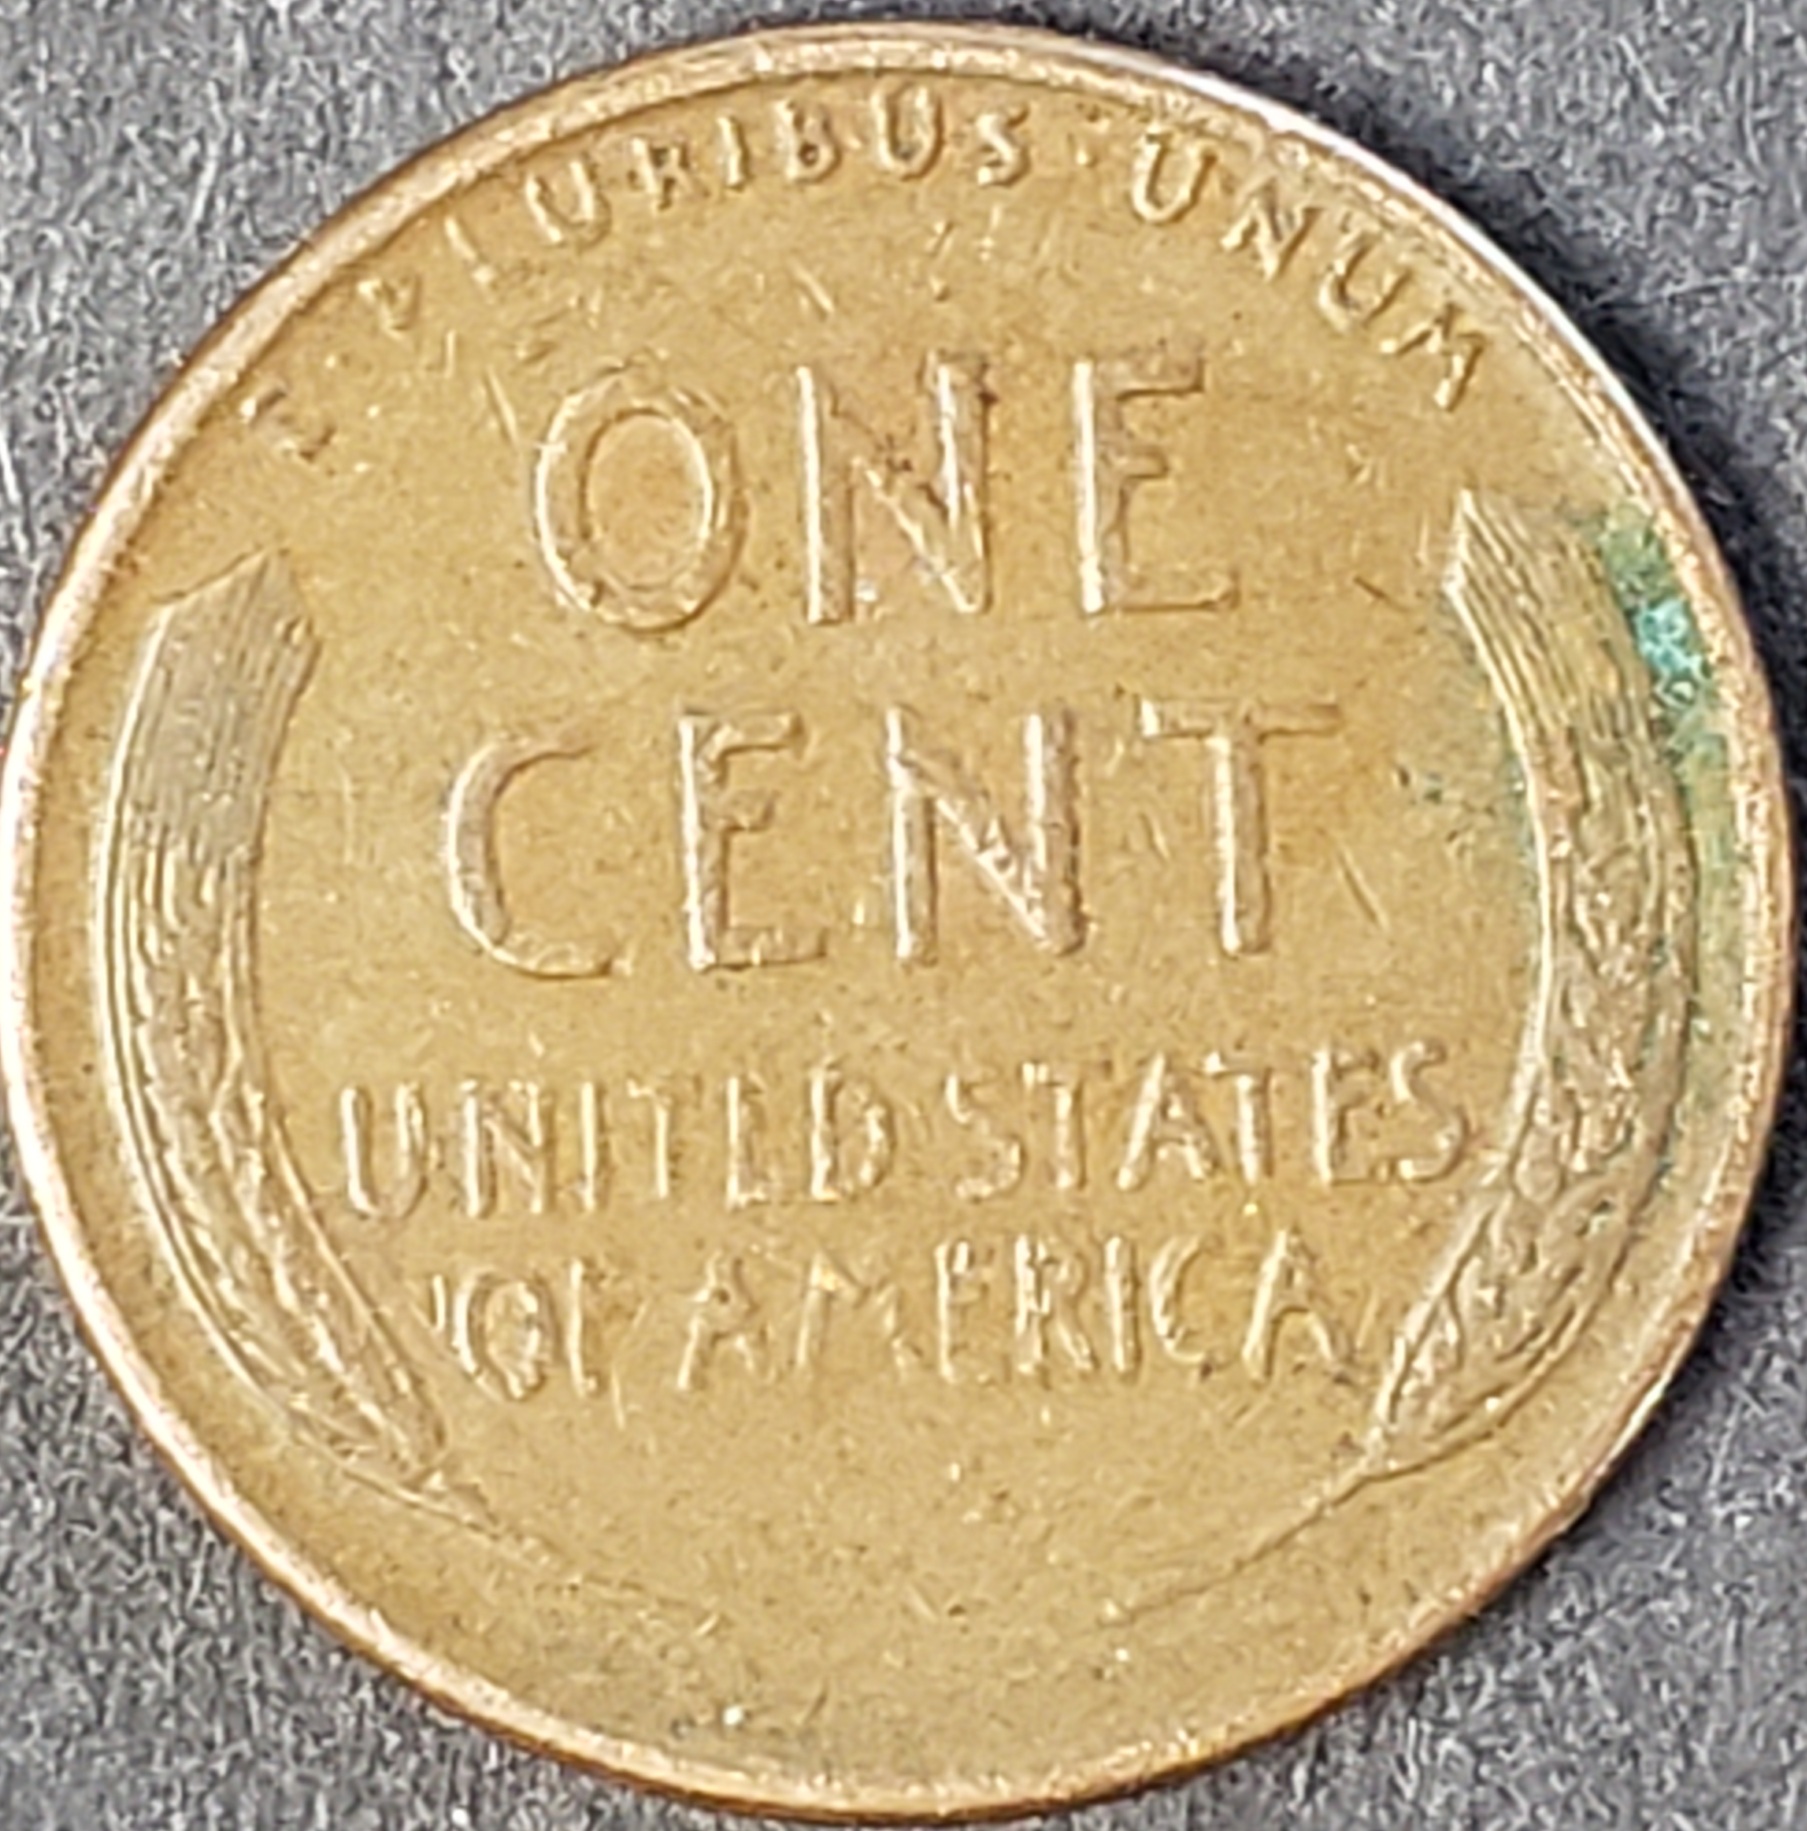 E · PLURIBUS · UNUM
ONE
CENT
UNITED STATES
OF AMERICA